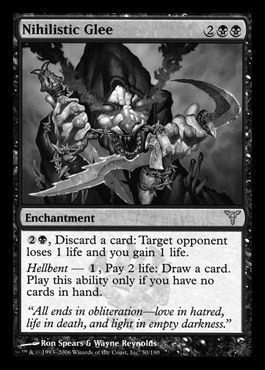 Nihilistic Glee 2
Enchantment
2, Discard a card: Target opponent
loses 1 life and you gain 1 life.
Hellbent — 1, Pay 2 life: Draw a card.
Play this ability only if you have no
cards in hand.
"All ends in obliteration—love in hatred,
life in death, and light in empty darkness."
Ron Spears & Wayne Reynolds
™ & © 1993-2006 Wizards of the Coast, Inc. 50/180